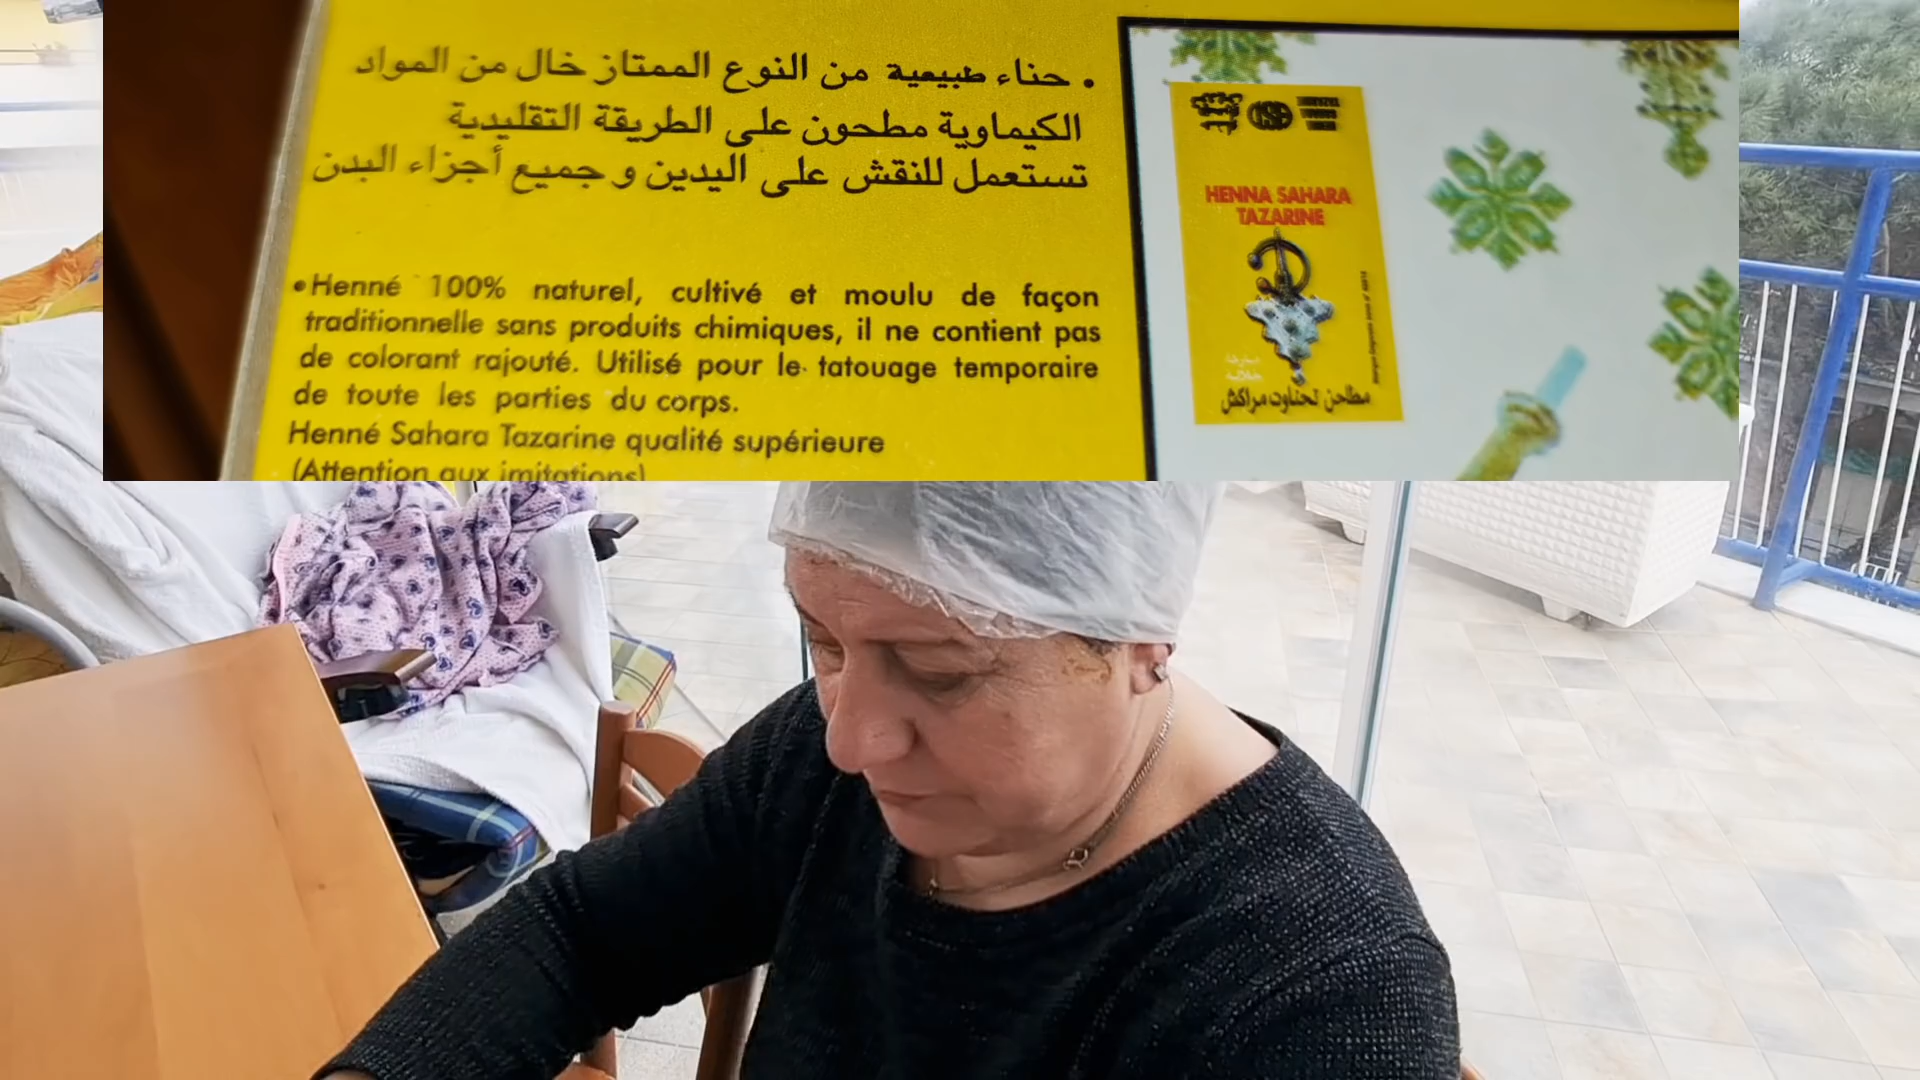 • حناء طبيعية من النوع الممتاز خال من المواد
الكيماوية مطحون على الطريقة التقليدية
تستعمل للنقش على اليدين و جميع أجزاء البدن
• Henné 100% naturel, cultivé et moulu de façon
traditionnelle sans produits chimiques, il ne contient pas
de colorant rajouté. Utilisé pour le tatouage temporaire
de toute les parties du corps.
Henné Sahara Tazarine qualité supérieure
(Attention aux imitations)
HENNA SAHARA
TAZARINE
مراكش